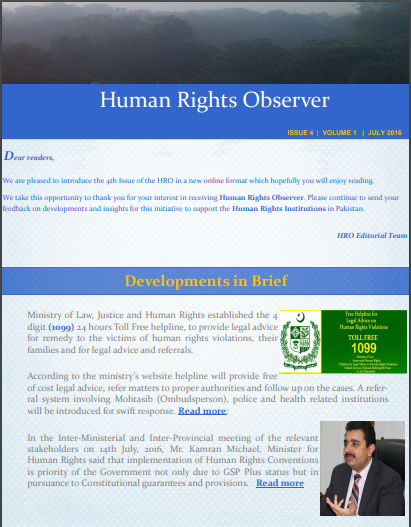 Human Rights Observer
ISSUE 4 | VOLUME 1 | JULY 2016
Dear readers,
We are pleased to introduce the 4th Issue of the HRO in a new online format which hopefully you will enjoy reading.
We take this opportunity to thank you for your interest in receiving Human Rights Observer. Please continue to send your
feedback on developments and insights for this initiative to support the Human Rights Institutions in Pakistan.
HRO Editorial Team
Developments in Brief
Ministry of Law, Justice and Human Rights established the 4
digit (1099) 24 hours Toll Free helpline, to provide legal advice
for remedy to the victims of human rights violations, their
families and for legal advice and referrals.
Free Helpline for
Legal Advice on
Human Rights Violations
TOLL FREE
1099
According to the ministry's website helpline will provide free
of cost legal advice, refer matters to proper authorities and follow up on the cases. A refer-
ral system involving Mohtasib (Ombudsperson), police and health related institutions
will be introduced for swift response. Read more:
In the Inter-Ministerial and Inter-Provincial meeting of the relevant
stakeholders on 14th July, 2016, Mr. Kamran Michael, Minister for
Human Rights said that implementation of Human Rights Conventions
is priority of the Government not only due to GSP Plus status but in
pursuance to Constitutional guarantees and provisions. Read more